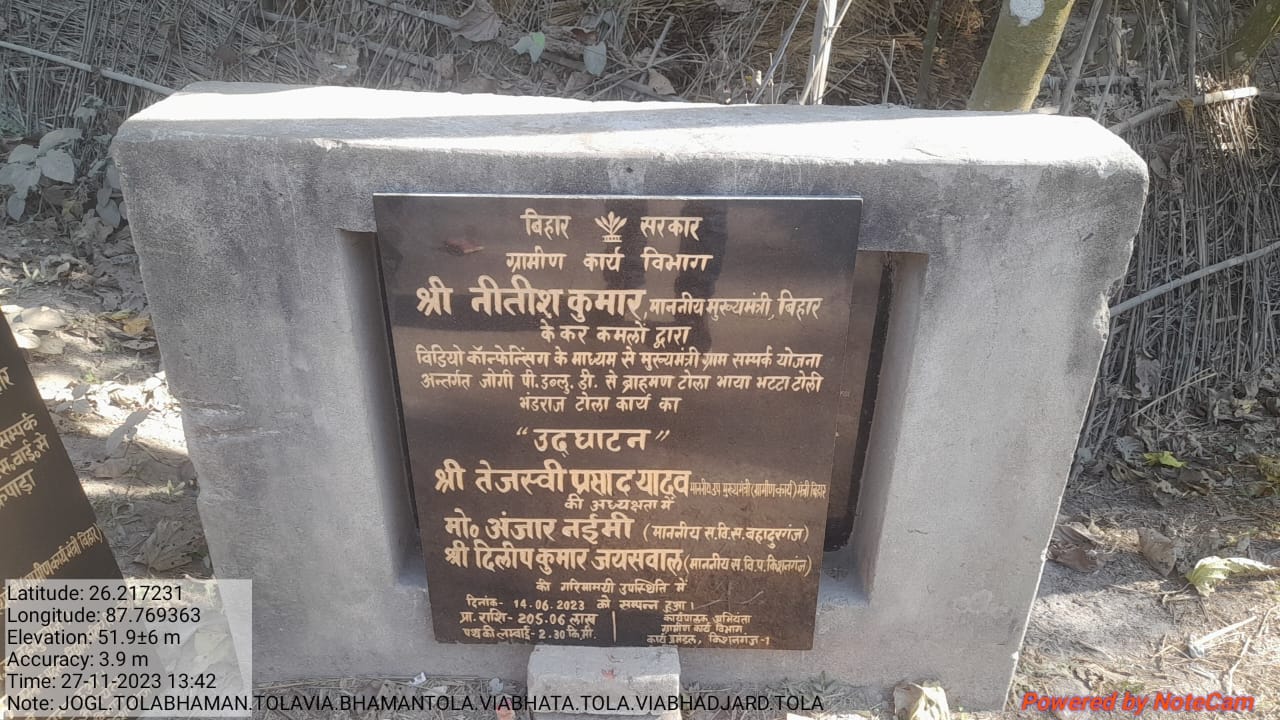 बिहार सरकार
ग्रामीण कार्य विभाग
श्री नीतीश कुमार, माननीय मुख्यमंत्री, बिहार
के कर कमलों द्वारा
विडियो कॉन्फेन्सिंग के माध्यम से मुख्यमंत्री ग्राम सम्पर्क योजना
अन्तर्गत जोगी पी. डब्लु. डी. से ब्राहमण टोला भाया भटटा टोली
भंडराज टोला कार्य का
"उद्घाटन"
श्री तेजस्वी प्रसाद यादव माननीय उप मुख्यमंत्री (ग्रामीण कार्य) मंत्री बिहार
की अध्यक्षता में
मो॰ अंजार नईमी (माननीय स.वि.स. बहादुरगंज)
श्री दिलीप कुमार जयसवाल (माननीय स.वि.प. किशनगंज)
की गरिमामयी उपस्थिति में
दिनांक- 14.06.2023 को सम्पन्न हुआ।
प्रा. राशि- 205.06 लाख
पथ की लम्बाई- 2.30 कि.मी.
कार्यपालक अभियंता
ग्रामीण कार्य विभाग
कार्य प्रमंडल, किशनगंज-1
सम्पर्क
से
Latitude: 26.217231
Longitude: 87.769363
Elevation: 51.9±6 m
Accuracy: 3.9 m
Time: 27-11-2023 13:42
Note: JOGL.TOLABHAMAN.TOLAVIA.BHAMANTOLA.VIABHATA.TOLA.VIABHADJARD.TOLA
Powered by NoteCam